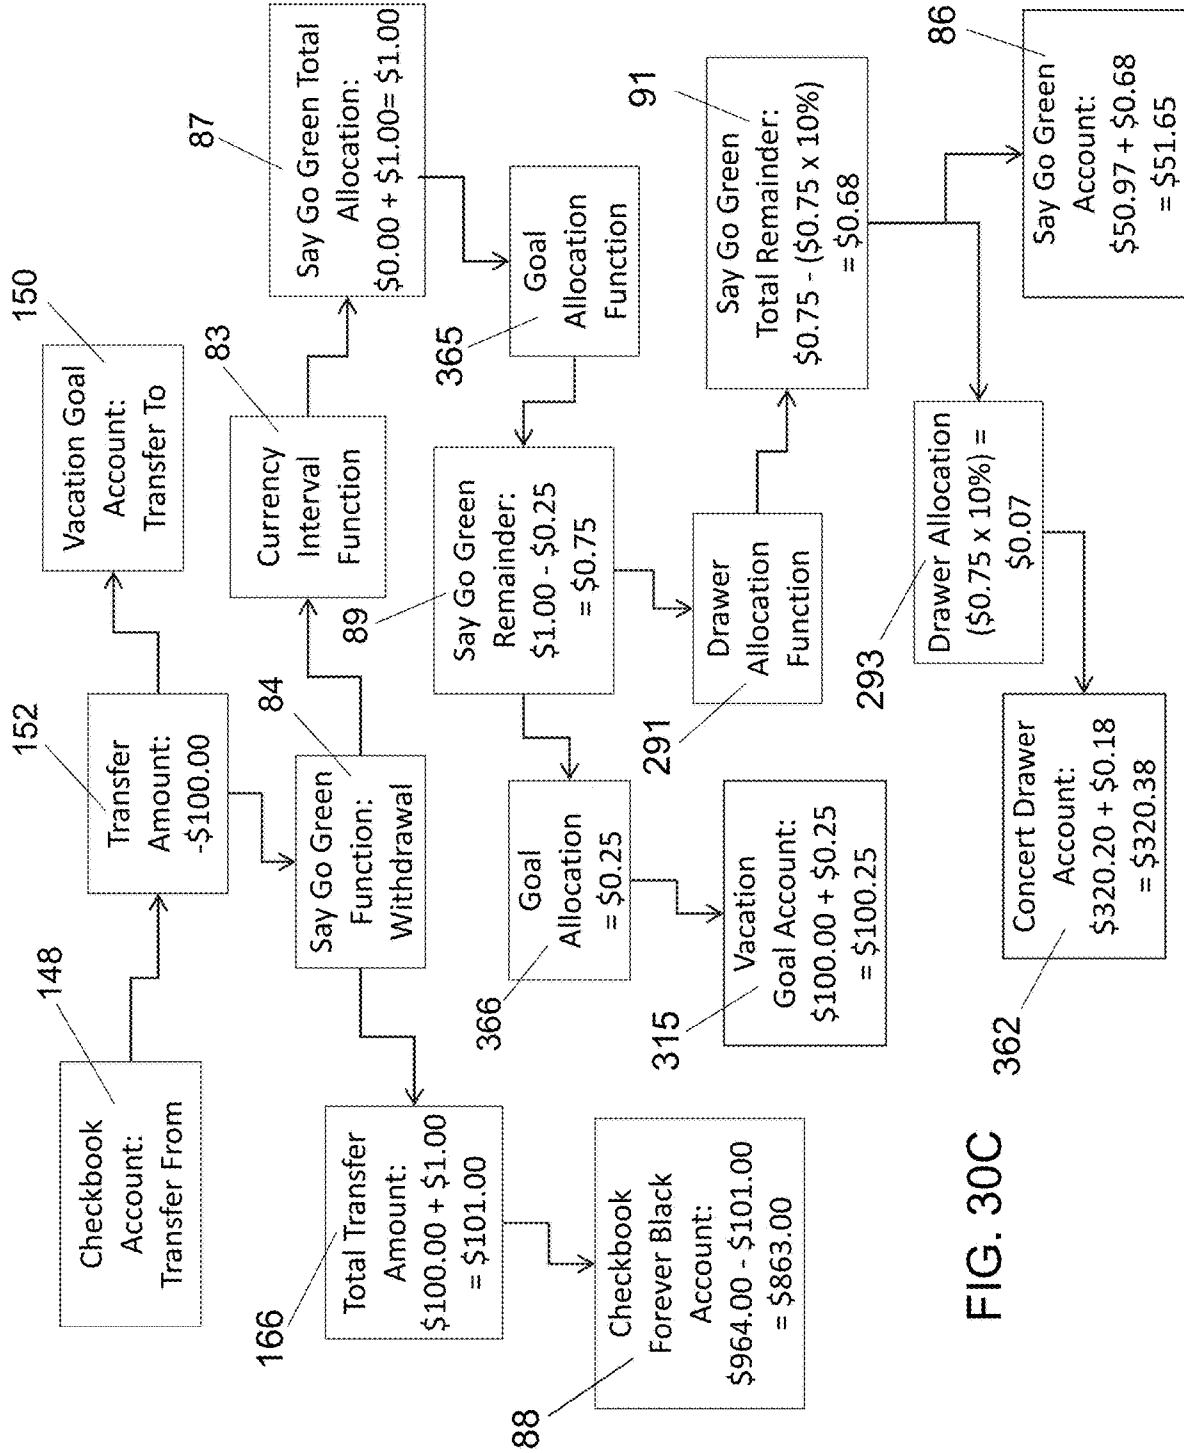 148
Checkbook
Account:
Transfer From
152
Transfer
Amount:
-$100.00
150
Vacation Goal
Account:
Transfer To
166
Total Transfer
Amount:
$100.00 + $1.00
= $101.00
84
Say Go Green
Function:
Withdrawal
83
Currency
Interval
Function
87
Say Go Green Total
Allocation:
$0.00 + $1.00= $1.00
88
Checkbook
Forever Black
Account:
$964.00 - $101.00
= $863.00
366
Goal
Allocation
= $0.25
89
Say Go Green
Remainder:
$1.00 - $0.25
= $0.75
365
Goal
Allocation
Function
315
Vacation
Goal Account:
$100.00 + $0.25
= $100.25
291
Drawer
Allocation
Function
91
Say Go Green
Total Remainder:
$0.75 - ($0.75 x 10%)
= $0.68
362
Concert Drawer
Account:
$320.20 + $0.18
= $320.38
293
Drawer Allocation
($0.75 x 10%) =
$0.07
86
Say Go Green
Account:
$50.97 + $0.68
= $51.65
FIG. 30C